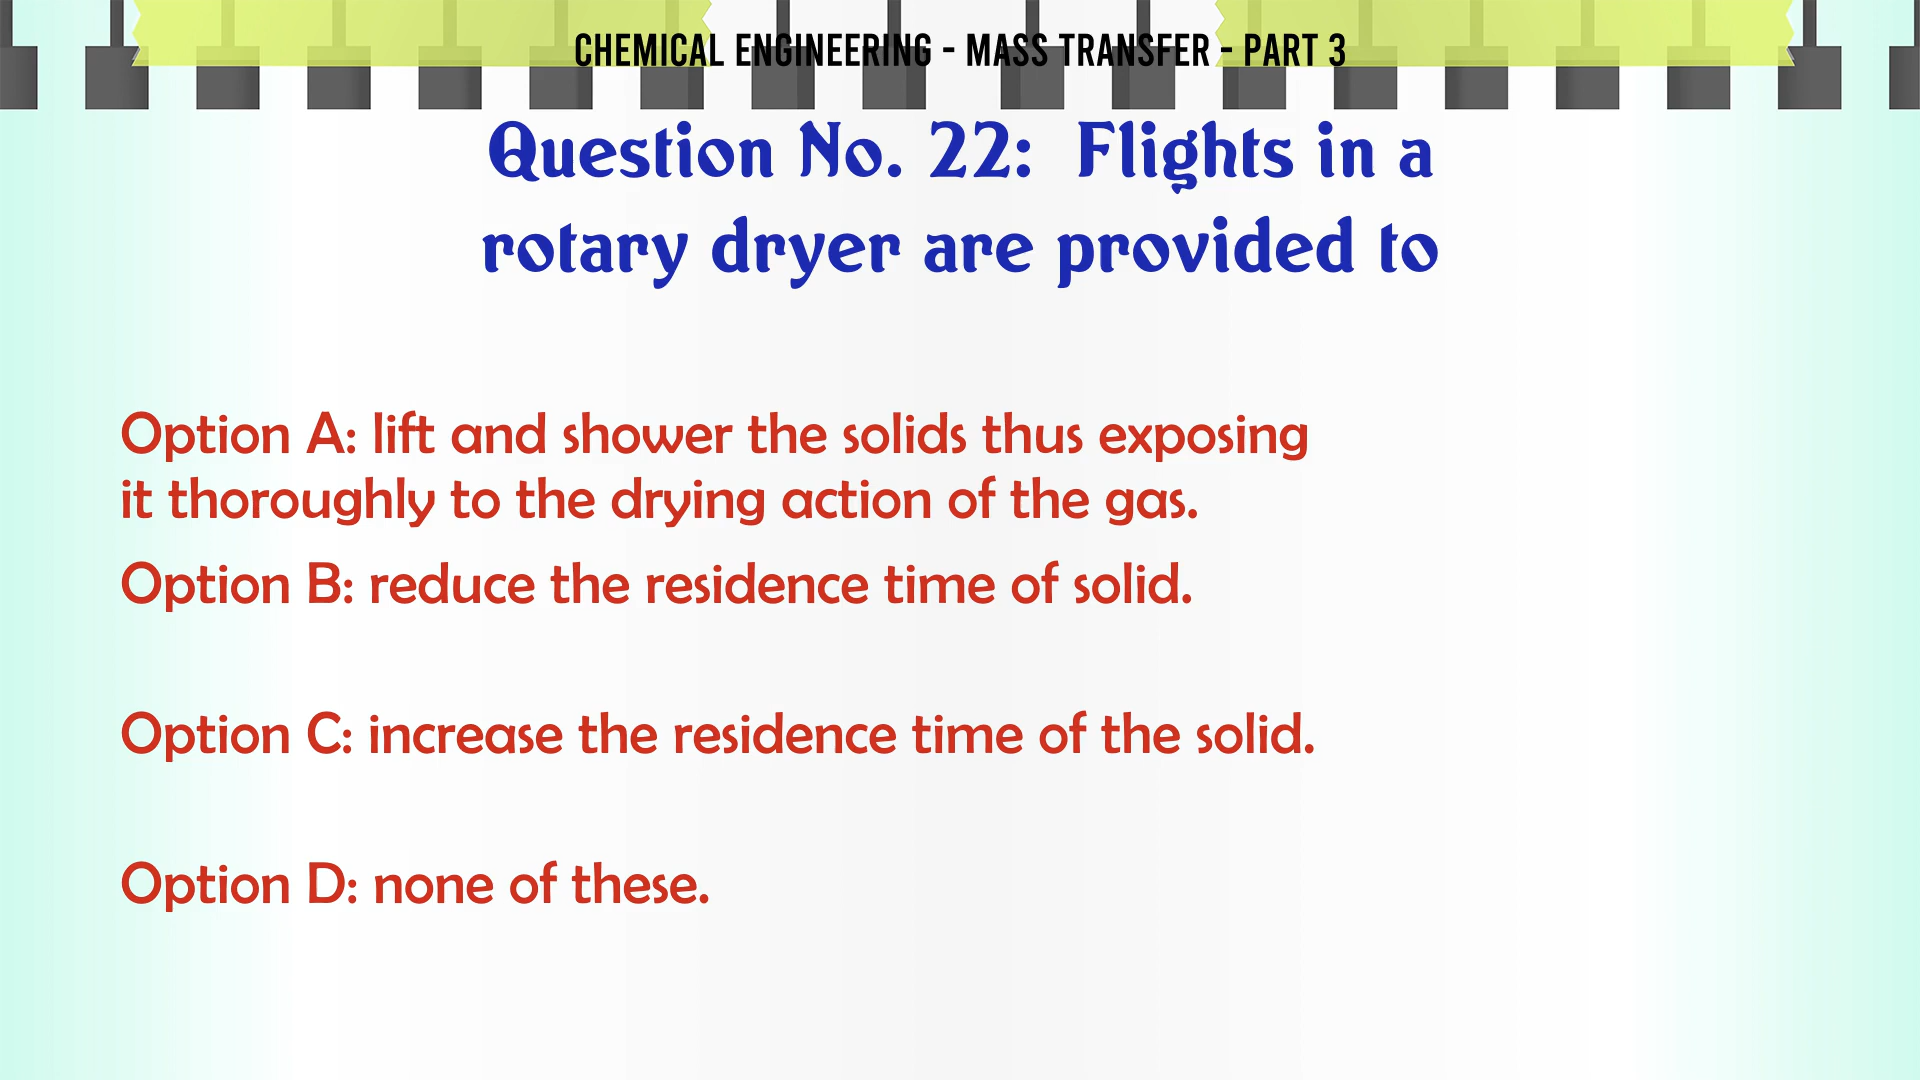 CHEMICAL ENGINEERING - MASS TRANSFER - PART 3
Question No. 22: Flights in a
rotary dryer are provided to
Option A: lift and shower the solids thus exposing
it thoroughly to the drying action of the gas.
Option B: reduce the residence time of solid.
Option C: increase the residence time of the solid.
Option D: none of these.